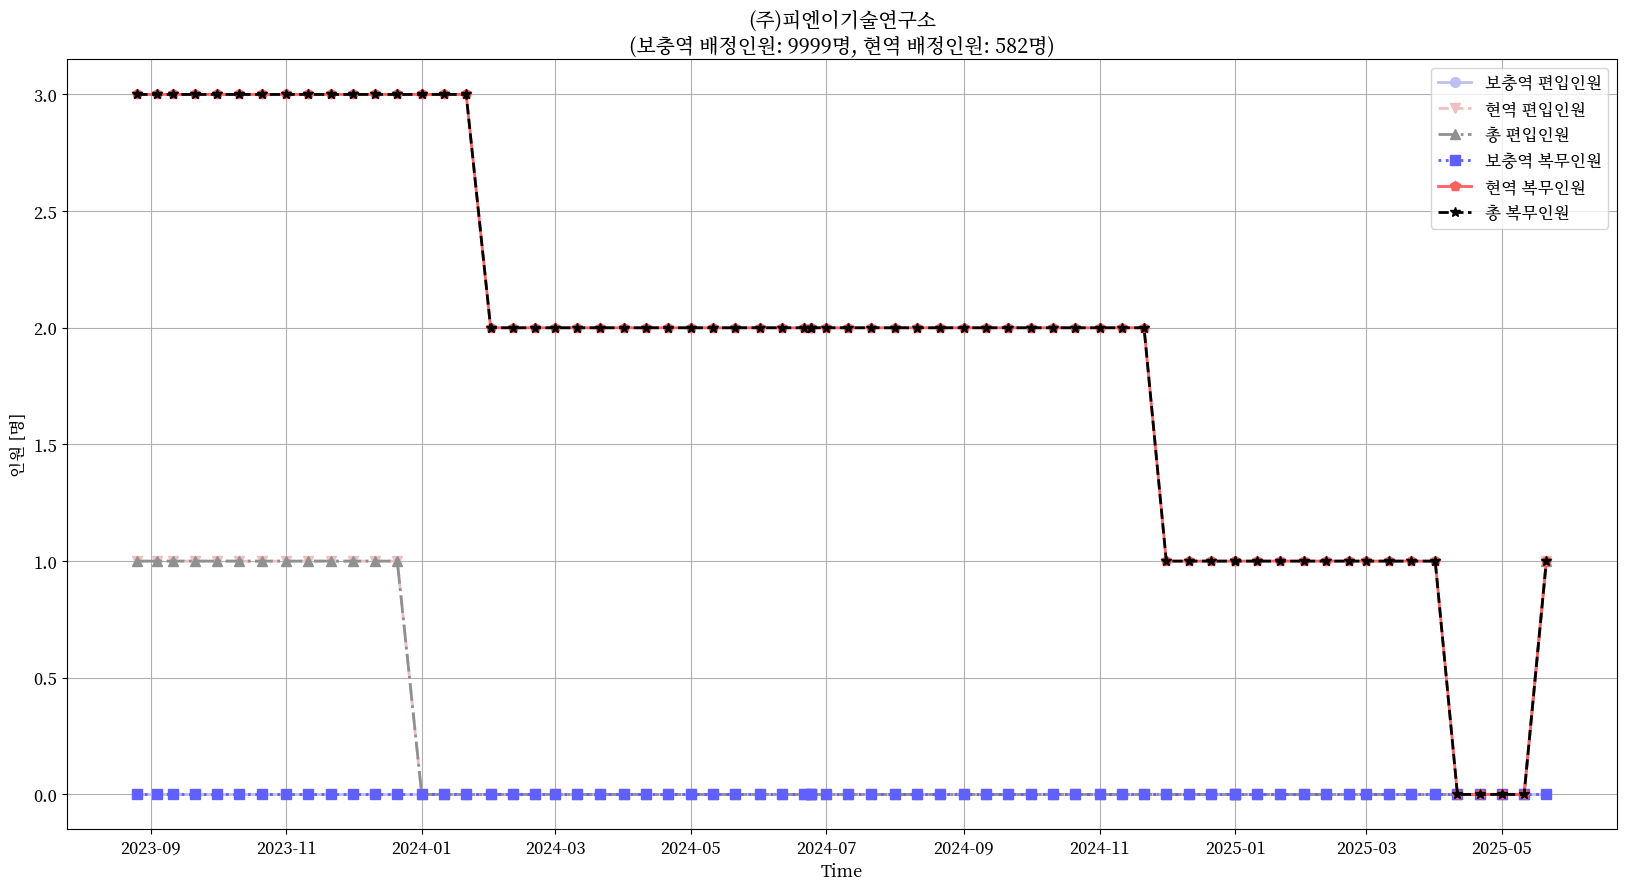 (주)피엔이기술연구소
(보충역 배정인원: 9999명, 현역 배정인원: 582명)
보충역 편입인원
현역 편입인원
총 편입인원
보충역 복무인원
현역 복무인원
총 복무인원
인원 [명]
3.0
2.5
2.0
1.5
1.0
0.5
0.0
2023-09
2023-11
2024-01
2024-03
2024-05
2024-07
2024-09
2024-11
2025-01
2025-03
2025-05
Time